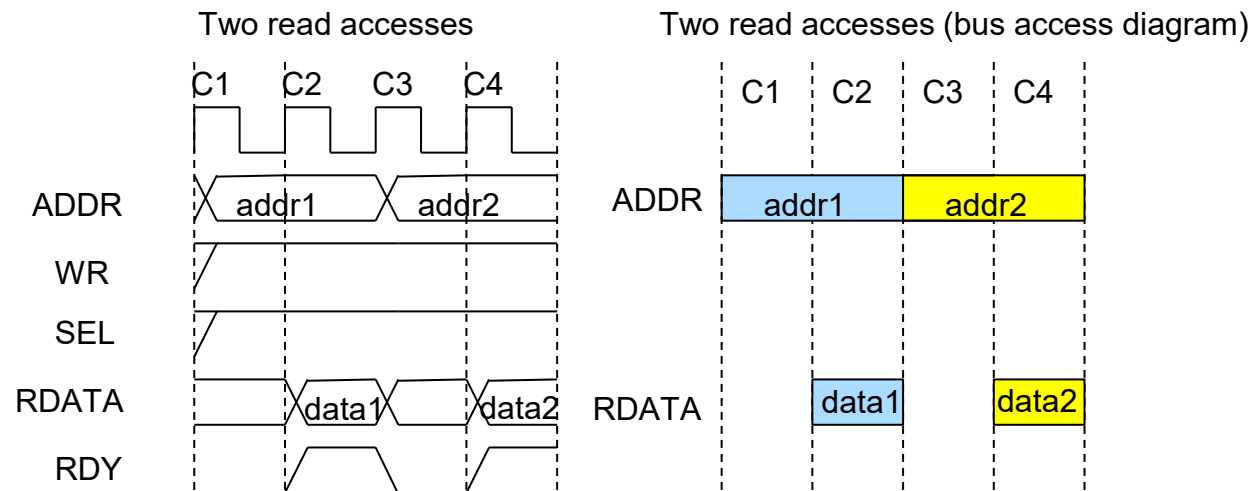 Two read accesses
Two read accesses (bus access diagram)
C1 C2 C3 C4
C1 C2 C3 C4
ADDR addr1 addr2
ADDR addr1 addr2
WR
SEL
RDATA data1 data2
RDATA data1 data2
RDY